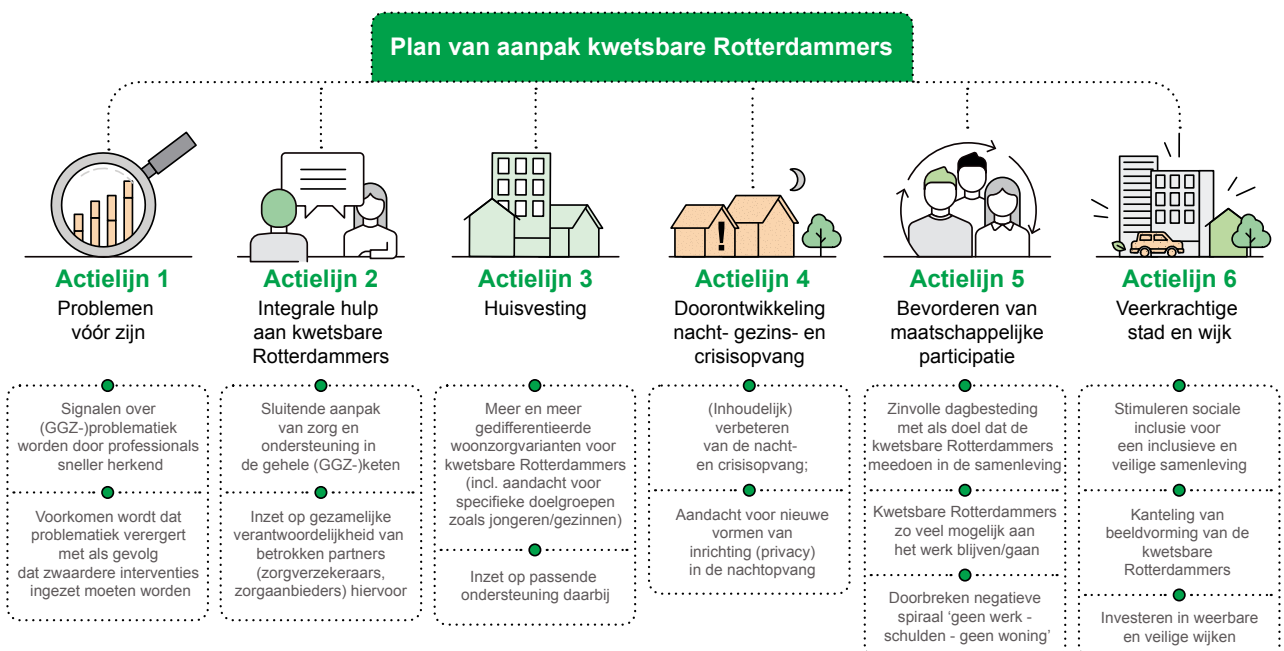 Plan van aanpak kwetsbare Rotterdammers
Actielijn 1
Problemen
vóór zijn
Signalen over
(GGZ-)problematiek
worden door professionals
sneller herkend
Voorkomen wordt dat
problematiek verergert
met als gevolg
dat zwaardere interventies
ingezet moeten worden
Actielijn 2
Integrale hulp
aan kwetsbare
Rotterdammers
Sluitende aanpak
van zorg en
ondersteuning in
de gehele (GGZ-)keten
Inzet op gezamelijke
verantwoordelijkheid van
betrokken partners
(zorgverzekeraars,
zorgaanbieders) hiervoor
Actielijn 3
Huisvesting
Meer en meer
gedifferentieerde
woonzorgvarianten voor
kwetsbare Rotterdammers
(incl. aandacht voor
specifieke doelgroepen
zoals jongeren/gezinnen)
Inzet op passende
ondersteuning daarbij
Actielijn 4
Doorontwikkeling
nacht- gezins- en
crisisopvang
(Inhoudelijk)
verbeteren
van de nacht-
en crisisopvang;
Aandacht voor nieuwe
vormen van
inrichting (privacy)
in de nachtopvang
Actielijn 5
Bevorderen van
maatschappelijke
participatie
Zinvolle dagbesteding
met als doel dat de
kwetsbare Rotterdammers
meedoen in de samenleving
Kwetsbare Rotterdammers
zo veel mogelijk aan
het werk blijven/gaan
Doorbreken negatieve
spiraal ‘geen werk -
schulden - geen woning’
Actielijn 6
Veerkrachtige
stad en wijk
Stimuleren sociale
inclusie voor
een inclusieve en
veilige samenleving
Kanteling van
beeldvorming van de
kwetsbare
Rotterdammers
Investeren in weerbare
en veilige wijken